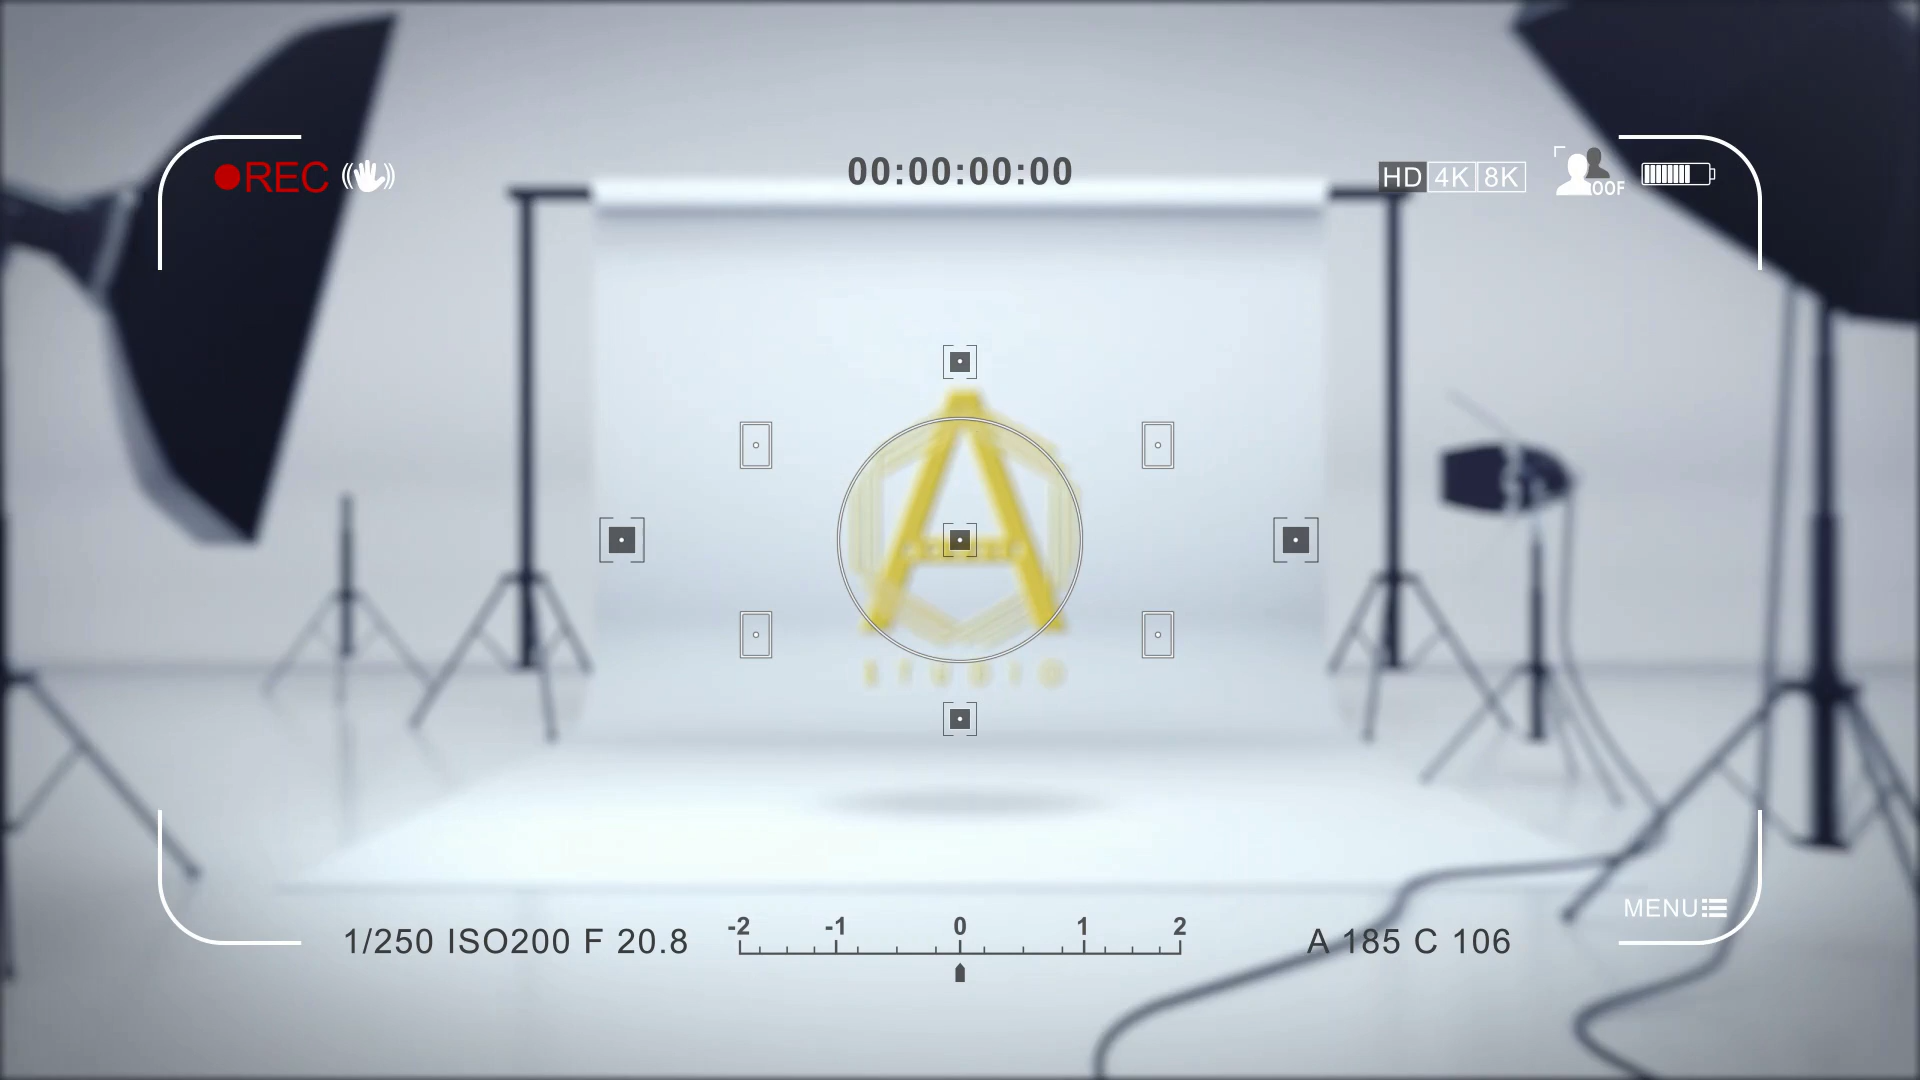 REC
00:00:00:00
HD 4K 8K
OOF
A
MENU
-2 -1 0 1 2
1/250 ISO200 F 20.8
A 185 C 106